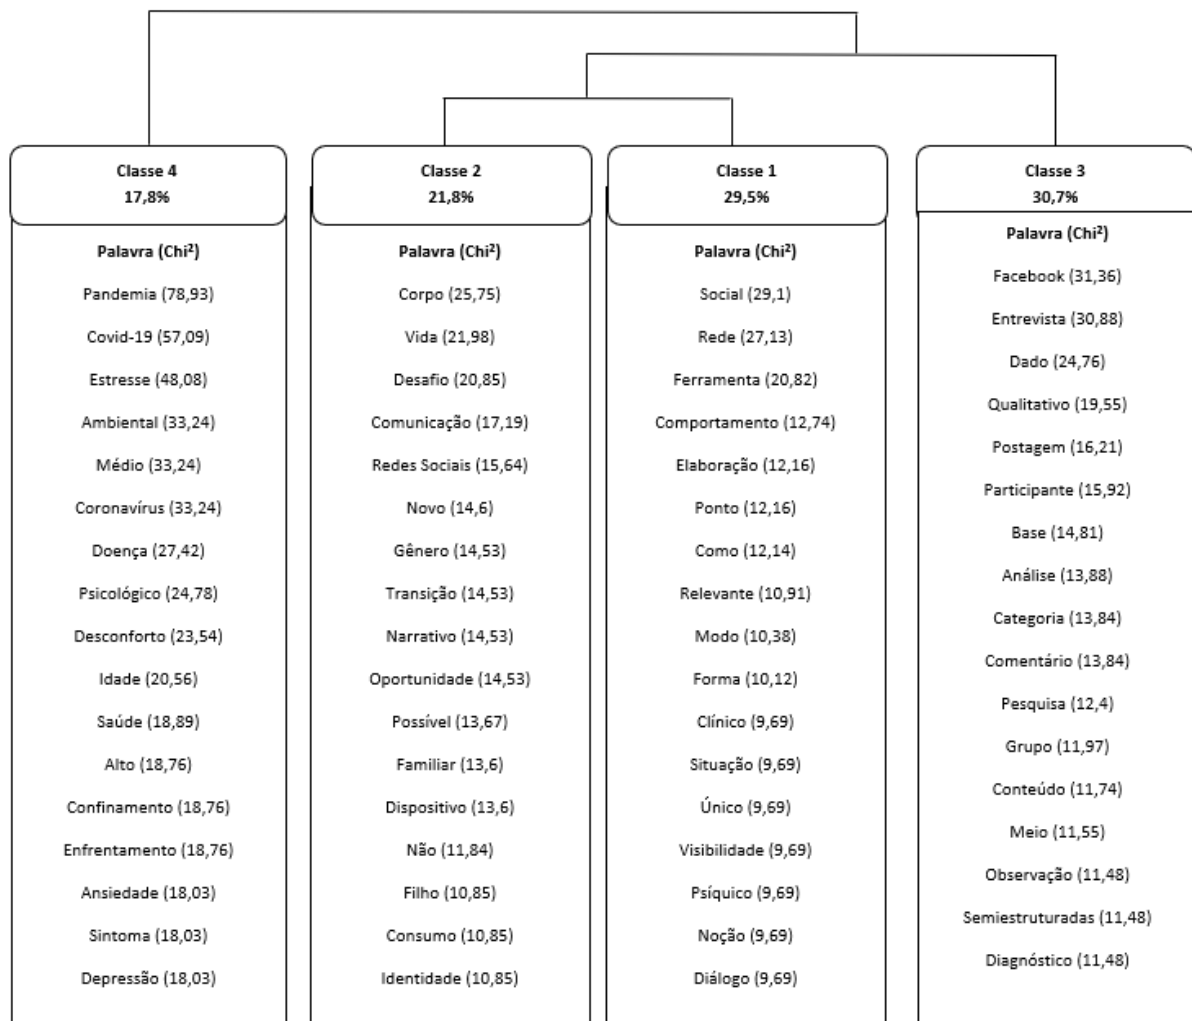 Classe 4
17,8%
Palavra (Chi²)
Pandemia (78,93)
Covid-19 (57,09)
Estresse (48,08)
Ambiental (33,24)
Médio (33,24)
Coronavírus (33,24)
Doença (27,42)
Psicológico (24,78)
Desconforto (23,54)
Idade (20,56)
Saúde (18,89)
Alto (18,76)
Confinamento (18,76)
Enfrentamento (18,76)
Ansiedade (18,03)
Sintoma (18,03)
Depressão (18,03)
Classe 2
21,8%
Palavra (Chi²)
Corpo (25,75)
Vida (21,98)
Desafio (20,85)
Comunicação (17,19)
Redes Sociais (15,64)
Novo (14,6)
Gênero (14,53)
Transição (14,53)
Narrativo (14,53)
Oportunidade (14,53)
Possível (13,67)
Familiar (13,6)
Dispositivo (13,6)
Não (11,84)
Filho (10,85)
Consumo (10,85)
Identidade (10,85)
Classe 1
29,5%
Palavra (Chi²)
Social (29,1)
Rede (27,13)
Ferramenta (20,82)
Comportamento (12,74)
Elaboração (12,16)
Ponto (12,16)
Como (12,14)
Relevante (10,91)
Modo (10,38)
Forma (10,12)
Clínico (9,69)
Situação (9,69)
Único (9,69)
Visibilidade (9,69)
Psíquico (9,69)
Noção (9,69)
Diálogo (9,69)
Classe 3
30,7%
Palavra (Chi²)
Facebook (31,36)
Entrevista (30,88)
Dado (24,76)
Qualitativo (19,55)
Postagem (16,21)
Participante (15,92)
Base (14,81)
Análise (13,88)
Categoria (13,84)
Comentário (13,84)
Pesquisa (12,4)
Grupo (11,97)
Conteúdo (11,74)
Meio (11,55)
Observação (11,48)
Semiestruturadas (11,48)
Diagnóstico (11,48)